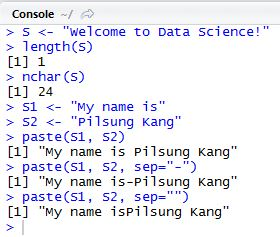 Console ~/
> S <- "Welcome to Data Science!"
> length(S)
[1] 1
> nchar(S)
[1] 24
> S1 <- "My name is"
> S2 <- "Pilsung Kang"
> paste(S1, S2)
[1] "My name is Pilsung Kang"
> paste(S1, S2, sep="-")
[1] "My name is-Pilsung Kang"
> paste(S1, S2, sep="")
[1] "My name isPilsung Kang"
>